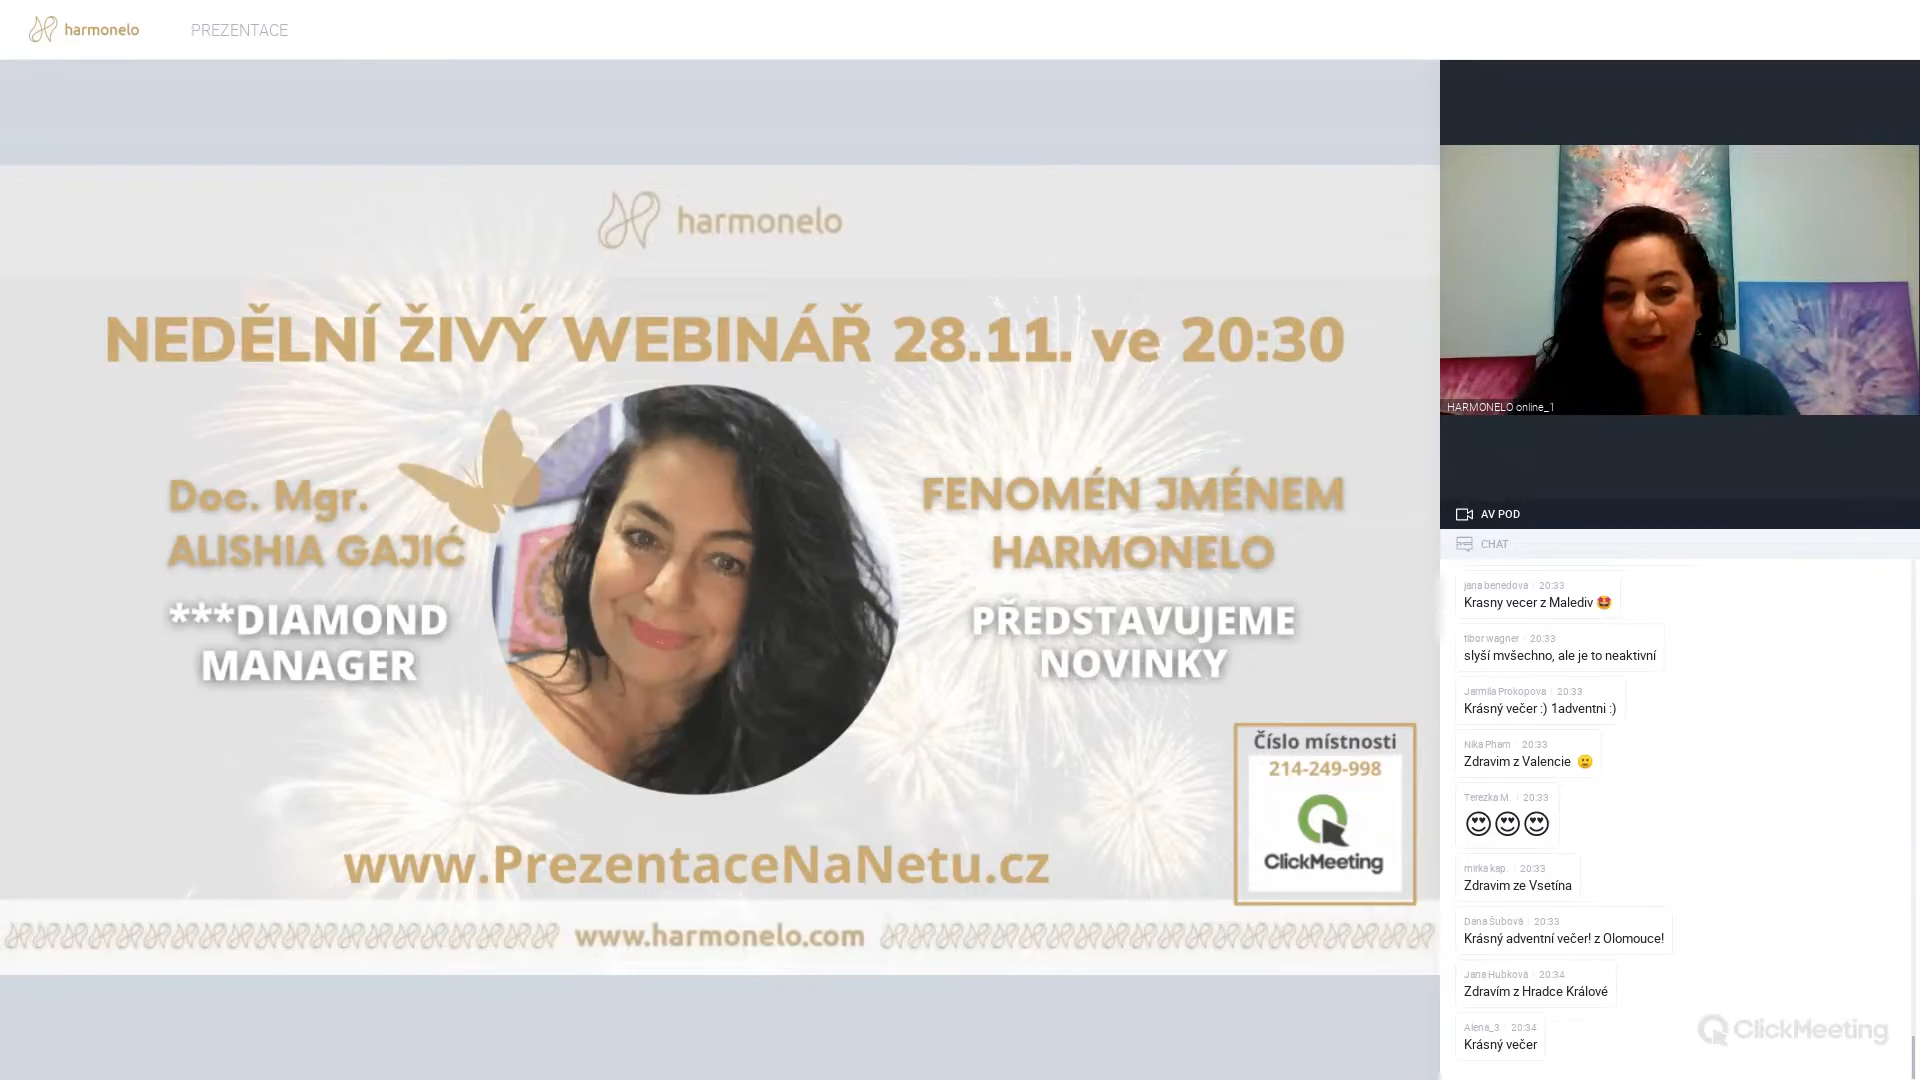 harmonelo
PREZENTACE
harmonelo
NEDĚLNÍ ŽIVÝ WEBINÁŘ 28.11. ve 20:30
Doc. Mgr.
ALISHIA GAJIĆ
***DIAMOND
MANAGER
FENOMÉN JMÉNEM
HARMONELO
PŘEDSTAVUJEME
NOVINKY
Číslo místnosti
214-249-998
ClickMeeting
www.PrezentaceNaNetu.cz
www.harmonelo.com
HARMONELO online_1
AV POD
CHAT
jana benedova 20:33
Krasny vecer z Malediv 🤩
tibor wagner 20:33
slyší mvšechno, ale je to neaktivní
Jarmila Prokopova 20:33
Krásný večer :) 1adventni :)
Nika Pham 20:33
Zdravim z Valencie 🙂
Terezka M. 20:33
😍😍😍
mirka kap. 20:33
Zdravim ze Vsetína
Dana Šubová 20:33
Krásný adventní večer! z Olomouce!
Jana Hubková 20:34
Zdravím z Hradce Králové
Alena_3 20:34
Krásný večer
ClickMeeting